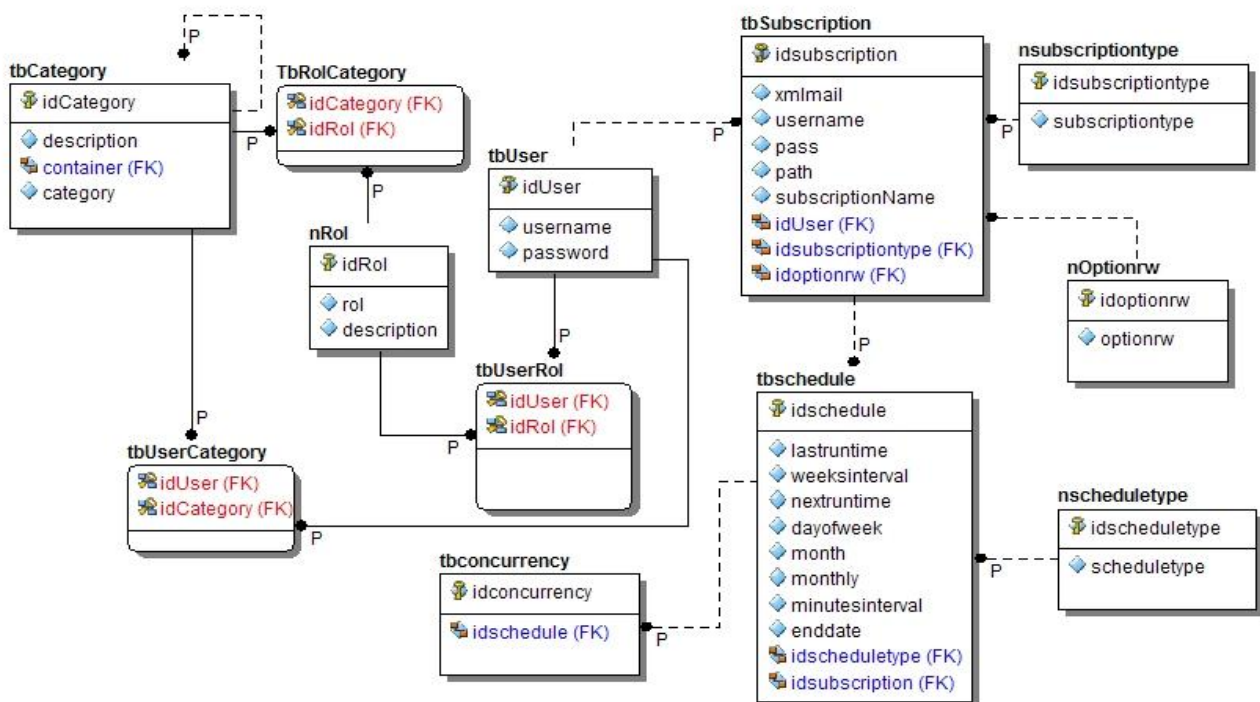 tbCategory
idCategory
description
container (FK)
category
P
TbRolCategory
idCategory (FK)
idRol (FK)
P
P
nRol
idRol
rol
description
tbUser
idUser
username
password
P
tbUserRol
idUser (FK)
idRol (FK)
P
P
tbUserCategory
idUser (FK)
idCategory (FK)
P
P
tbSubscription
idsubscription
xmlmail
username
pass
path
subscriptionName
idUser (FK)
idsubscriptiontype (FK)
idoptionrw (FK)
P
P
P
nsubscriptiontype
idsubscriptiontype
subscriptiontype
nOptionrw
idoptionrw
optionrw
P
tbschedule
idschedule
lastruntime
weeksinterval
nextruntime
dayofweek
month
monthly
minutesinterval
enddate
idscheduletype (FK)
idsubscription (FK)
P
nscheduletype
idscheduletype
scheduletype
tbconcurrency
idconcurrency
idschedule (FK)
P